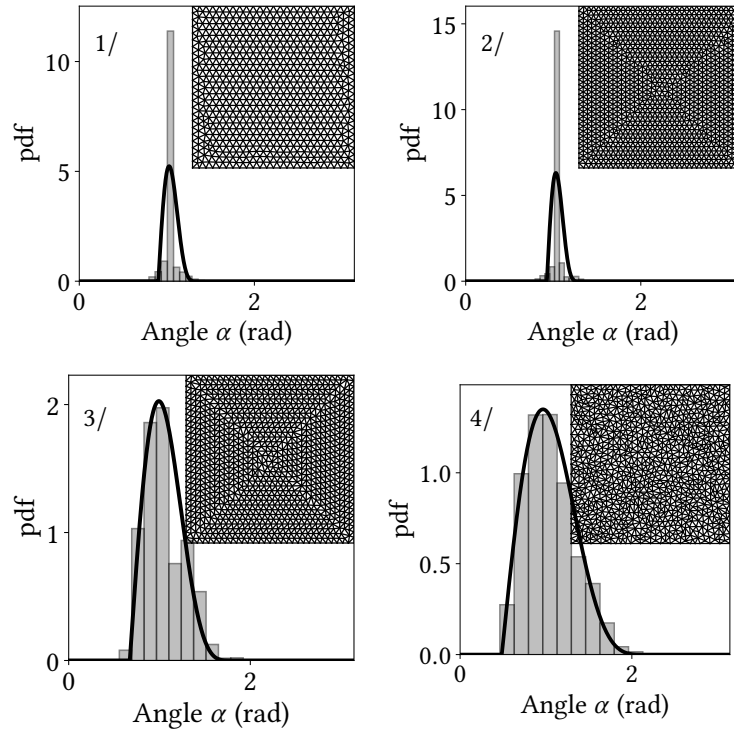 1/
10
5
0
pdf
0 2
Angle α (rad)
2/
15
10
5
0
pdf
0 2
Angle α (rad)
3/
2
1
0
pdf
0 2
Angle α (rad)
4/
1.0
0.5
0.0
pdf
0 2
Angle α (rad)